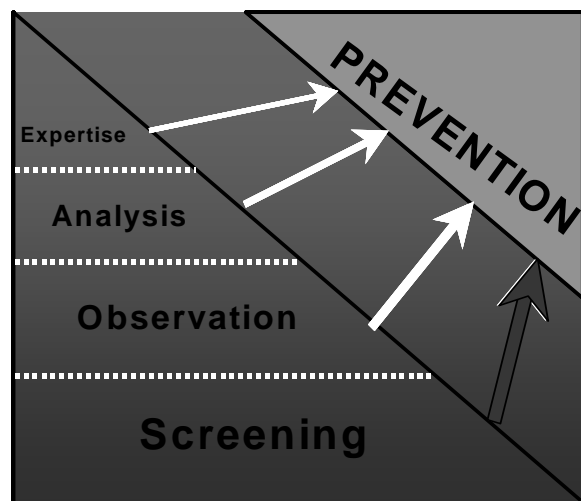 PREVENTION
Expertise
Analysis
Observation
Screening